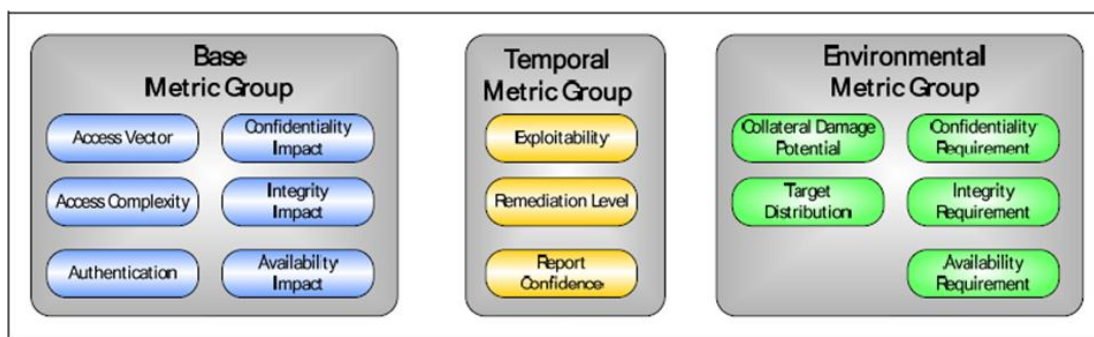 Base
Metric Group
Access Vector
Confidentiality
Impact
Access Complexity
Integrity
Impact
Authentication
Availability
Impact
Temporal
Metric Group
Exploitability
Remediation Level
Report
Confidence
Environmental
Metric Group
Collateral Damage
Potential
Confidentiality
Requirement
Target
Distribution
Integrity
Requirement
Availability
Requirement